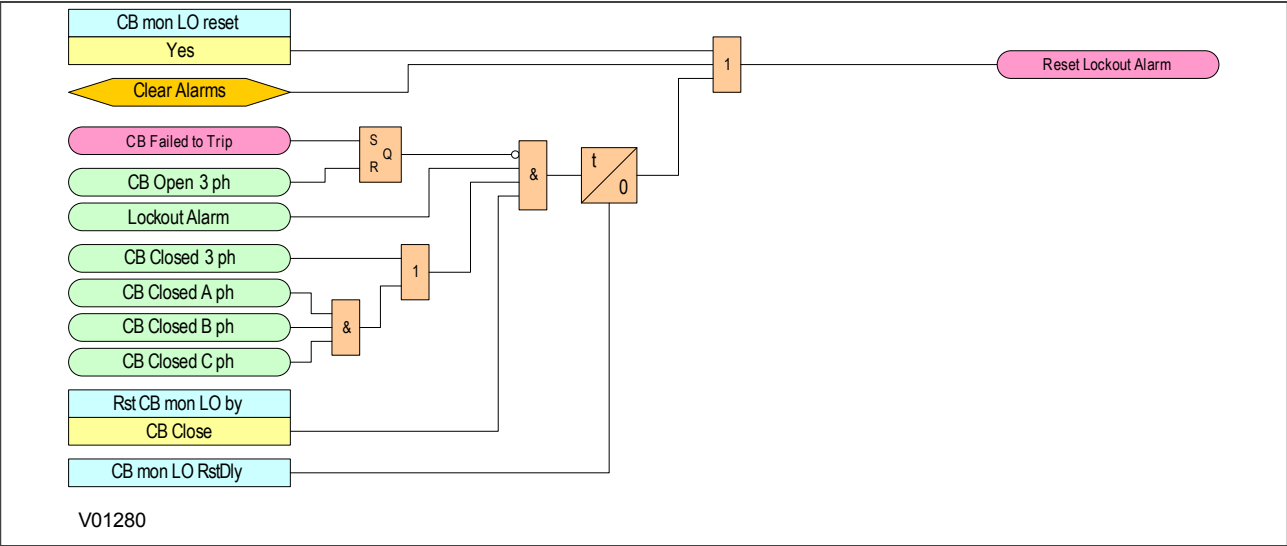 CB mon LO reset
Yes
1
Reset Lockout Alarm
Clear Alarms
CB Failed to Trip
S
Q
R
CB Open 3 ph
&
t
0
Lockout Alarm
CB Closed 3 ph
1
CB Closed A ph
CB Closed B ph
&
CB Closed C ph
Rst CB mon LO by
CB Close
CB mon LO RstDly
V01280